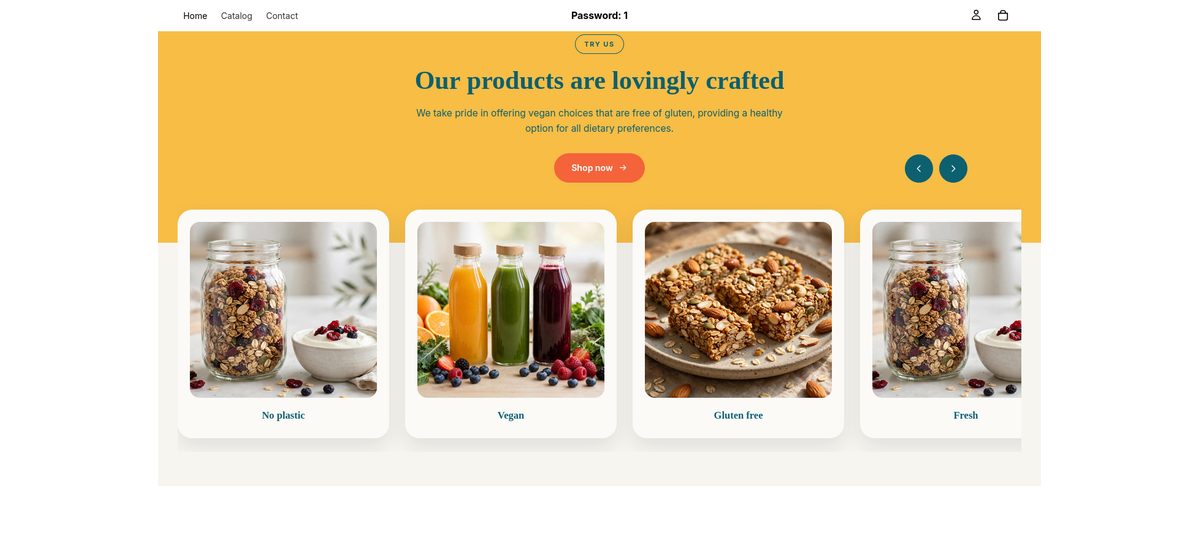 Home Catalog Contact
Password: 1
TRY US
Our products are lovingly crafted
We take pride in offering vegan choices that are free of gluten, providing a healthy
option for all dietary preferences.
Shop now
No plastic
Vegan
Gluten free
Fresh